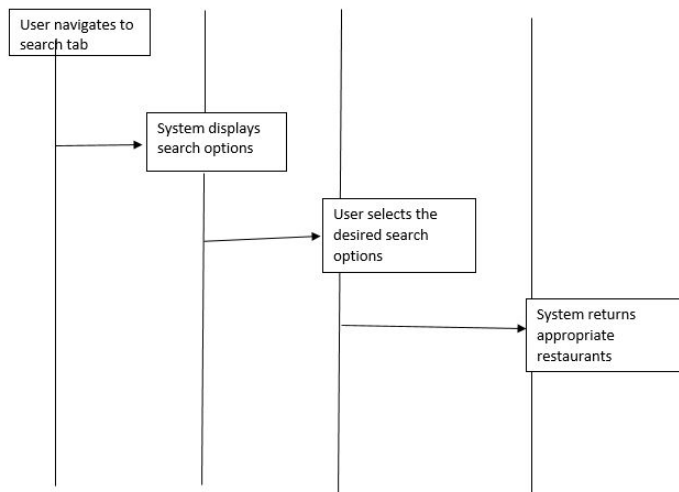 User navigates to
search tab
System displays
search options
User selects the
desired search
options
System returns
appropriate
restaurants